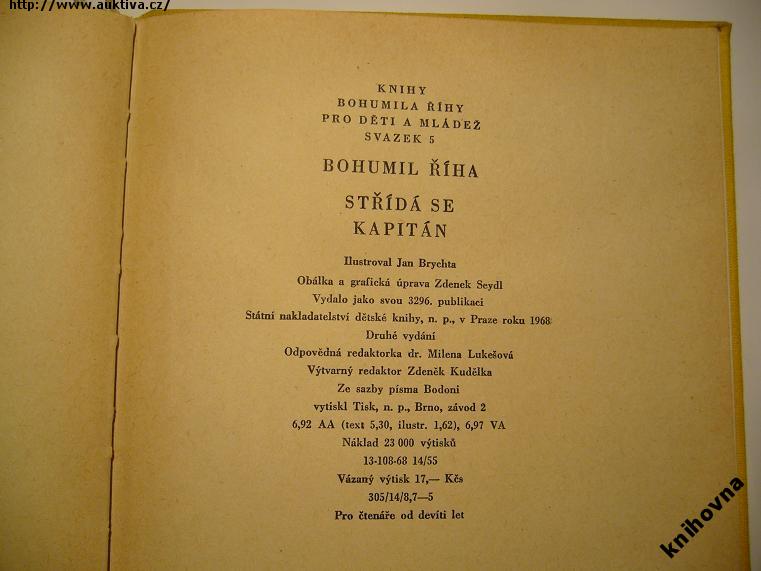 http://www.auktiva.cz/
KNIHY
BOHUMILA ŘÍHY
PRO DĚTI A MLÁDEŽ
SVAZEK 5
BOHUMIL ŘÍHA
STŘÍDÁ SE
KAPITÁN
Ilustroval Jan Brychta
Obálka a grafická úprava Zdenek Seydl
Vydalo jako svou 3296. publikaci
Státní nakladatelství dětské knihy, n. p., v Praze roku 1968
Druhé vydání
Odpovědná redaktorka dr. Milena Lukešová
Výtvarný redaktor Zdeněk Kudělka
Ze sazby písma Bodoni
vytiskl Tisk, n. p., Brno, závod 2
6,92 AA (text 5,30, ilustr. 1,62), 6,97 VA
Náklad 23 000 výtisků
13-108-68 14/55
Vázaný výtisk 17,— Kčs
305/14/8,7—5
Pro čtenáře od devíti let
knihovna